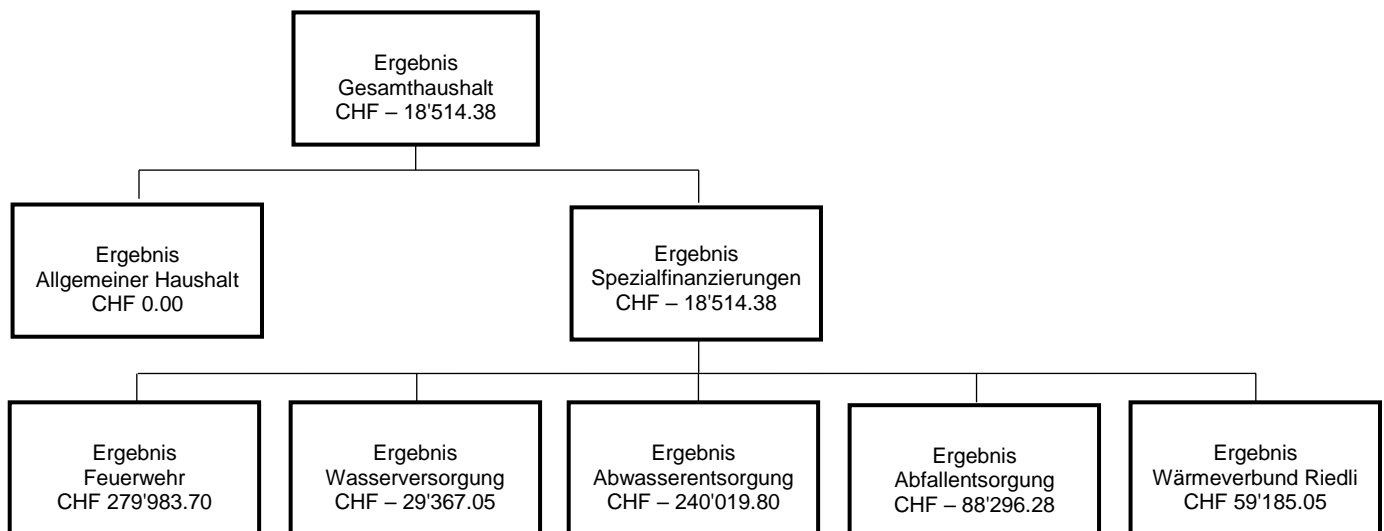 Ergebnis
Gesamthaushalt
CHF – 18'514.38
Ergebnis
Allgemeiner Haushalt
CHF 0.00
Ergebnis
Spezialfinanzierungen
CHF – 18'514.38
Ergebnis
Feuerwehr
CHF 279'983.70
Ergebnis
Wasserversorgung
CHF – 29'367.05
Ergebnis
Abwasserentsorgung
CHF – 240'019.80
Ergebnis
Abfallentsorgung
CHF – 88'296.28
Ergebnis
Wärmeverbund Riedli
CHF 59'185.05